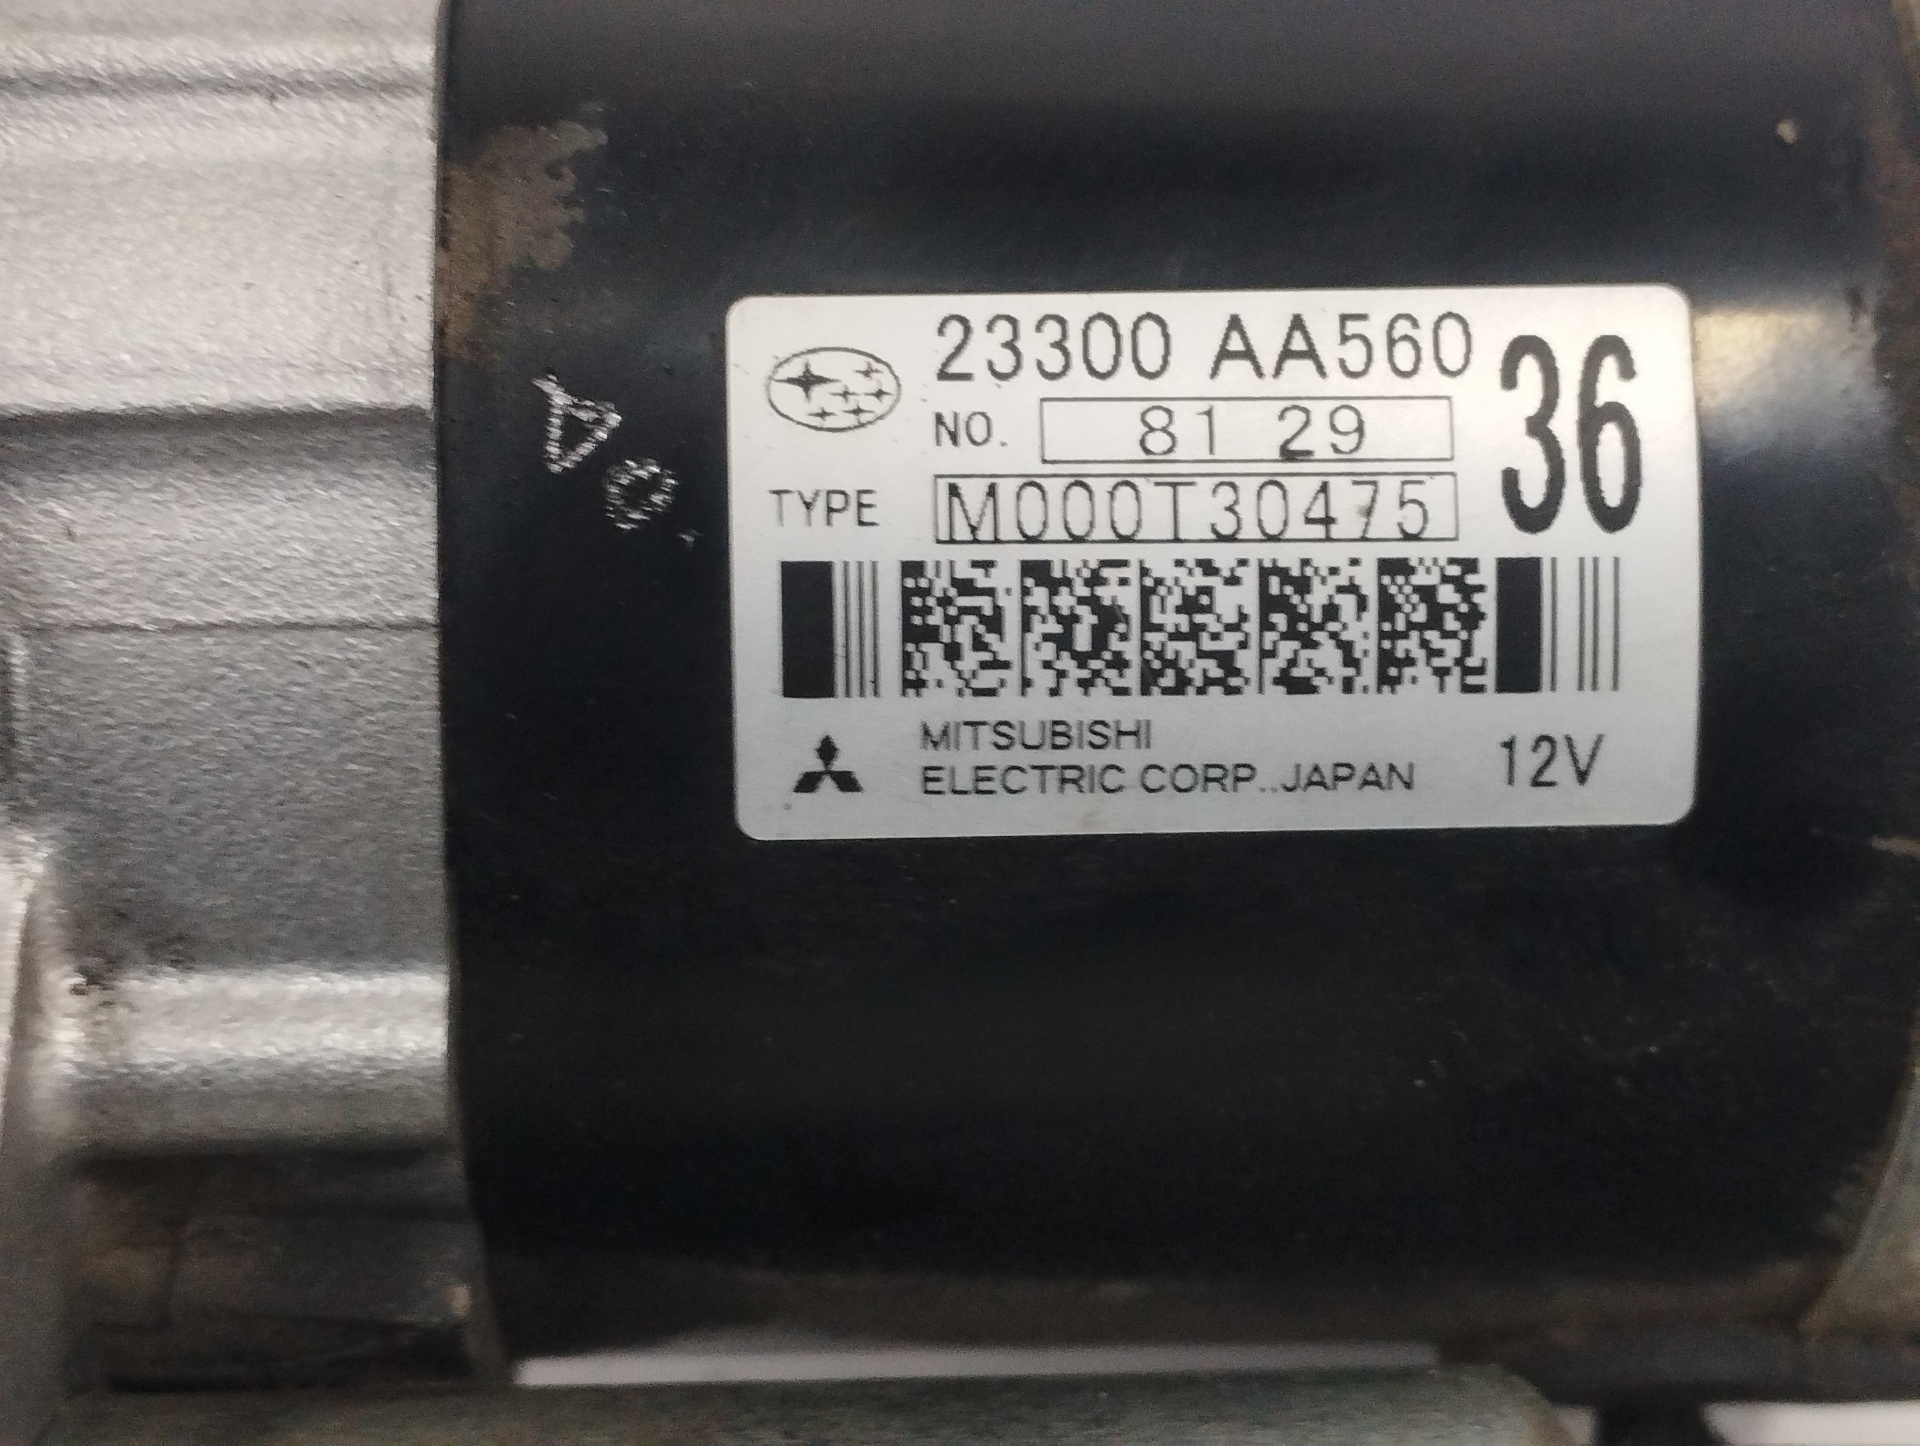 23300 AA560
36
NO. 81 29
TYPE M000T30475
MITSUBISHI
ELECTRIC CORP., JAPAN
12V